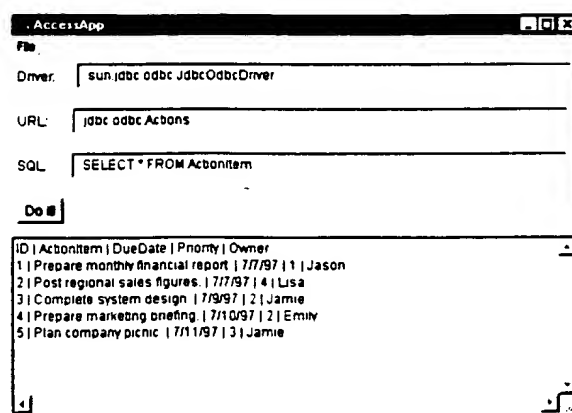 AccessApp
File
Driver: sun.jdbc odbc JdbcOdbcDriver
URL: jdbc odbc Actions
SQL SELECT * FROM ActionItem
Do it
ID | ActionItem | DueDate | Priority | Owner
1 | Prepare monthly financial report | 7/7/97 | 1 | Jason
2 | Post regional sales figures. | 7/7/97 | 4 | Lisa
3 | Complete system design | 7/9/97 | 2 | Jamie
4 | Prepare marketing briefing. | 7/10/97 | 2 | Emily
5 | Plan company picnic | 7/11/97 | 3 | Jamie